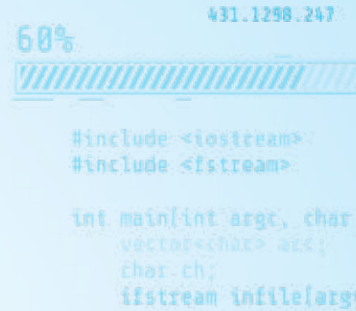 431.1298.247
60%
#include <iostream>
#include <fstream>
int main(int argc, char
vector<char> acc;
char ch;
ifstream infile(argv